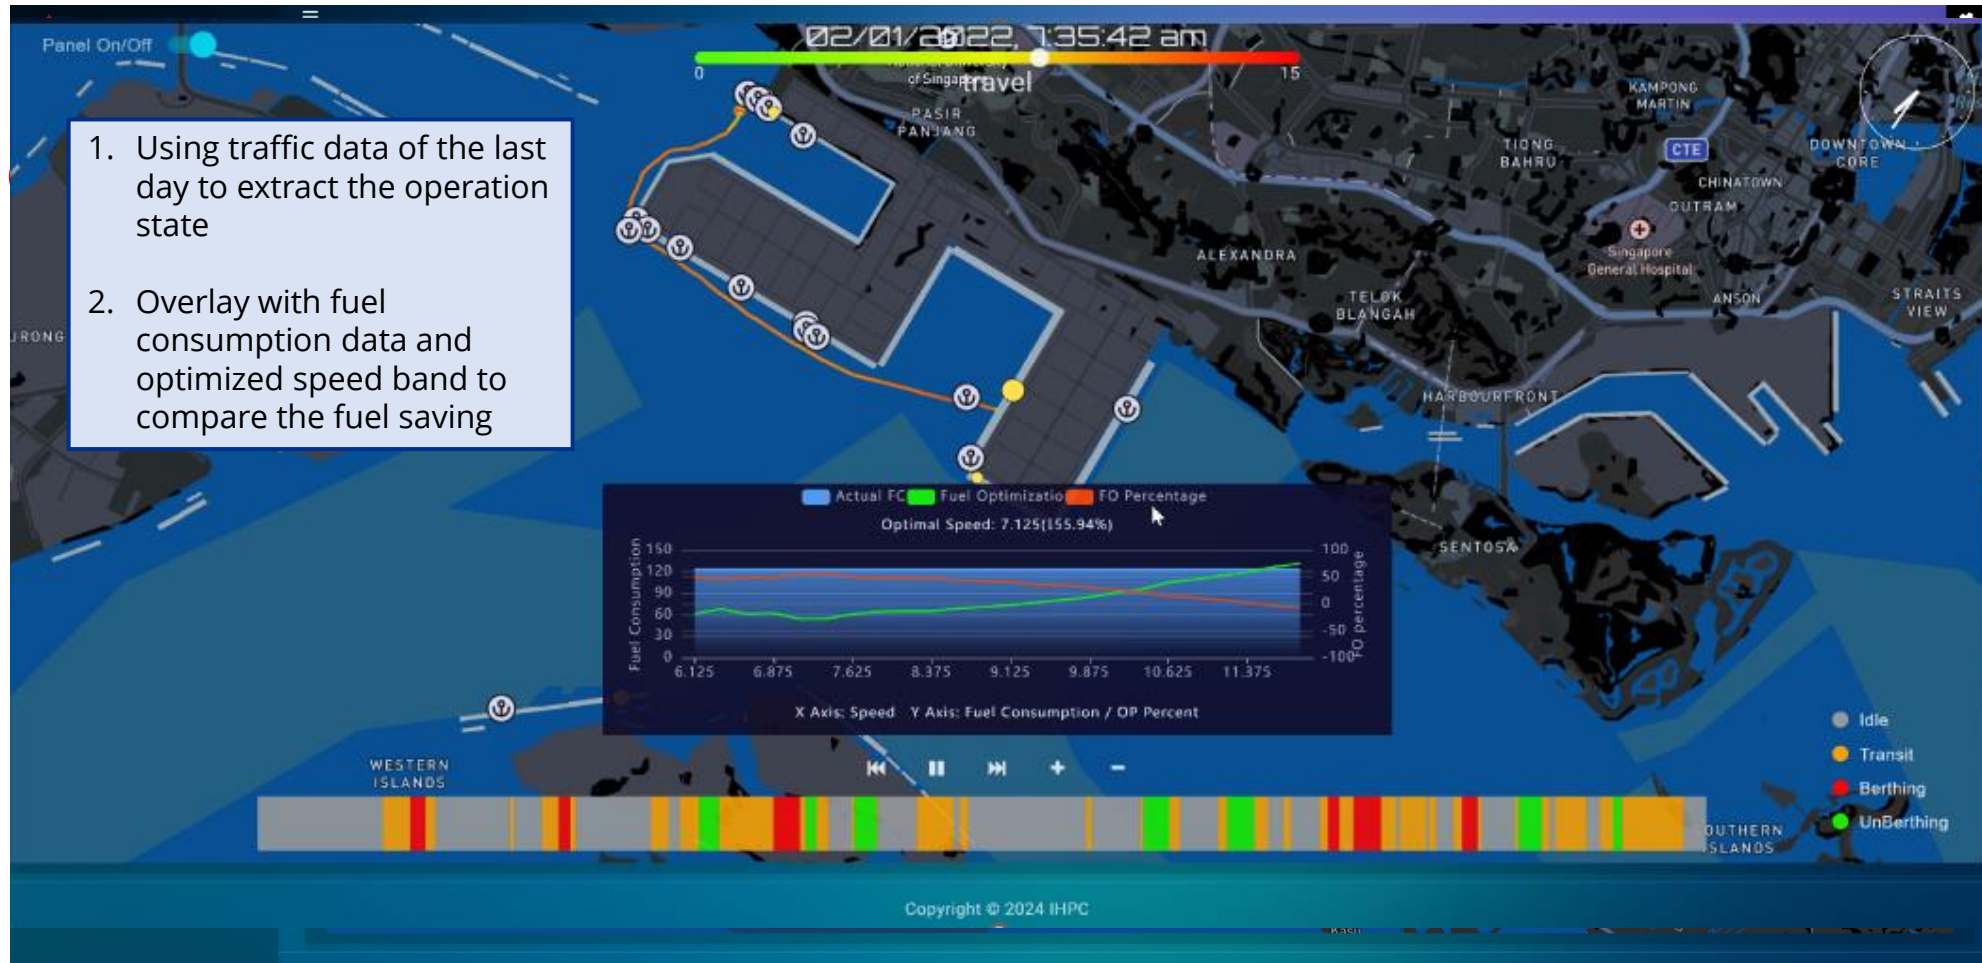 Panel On/Off
02/01/2022, 1:35:42 am
0
15
travel
of Singapore
PASIR
PANJANG
KAMPONG
MARTIN
TIONG
BAHRU
CTE
DOWNTOWN
CORE
CHINATOWN
OUTRAM
Singapore
General Hospital
ALEXANDRA
TELOK
BLANGAH
ANSON
STRAITS
VIEW
HARBOURFRONT
SENTOSA
1. Using traffic data of the last
day to extract the operation
state
2. Overlay with fuel
consumption data and
optimized speed band to
compare the fuel saving
URONG
Actual FC
Fuel Optimizatio
FO Percentage
Optimal Speed: 7.125(155.94%)
Fuel Consumption
150
120
90
60
30
0
100
50
0
-50
-100
FO percentage
6.125 6.875 7.625 8.375 9.125 9.875 10.625 11.375
X Axis: Speed Y Axis: Fuel Consumption / OP Percent
WESTERN
ISLANDS
Idle
Transit
Berthing
UnBerthing
OUTHERN
SLANDS
Copyright © 2024 IHPC